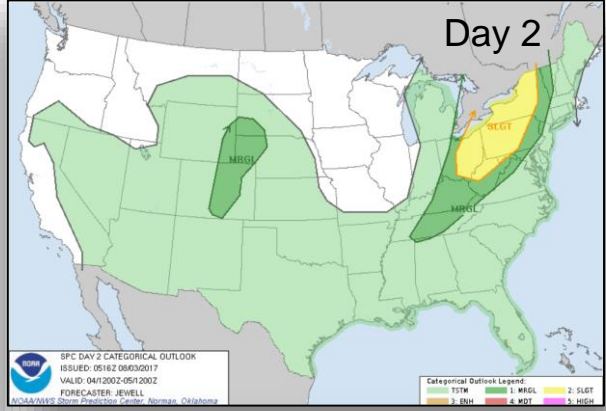 Day 2
SLGT
MRGL
MRGL
NOAA
SPC DAY 2 CATEGORICAL OUTLOOK
ISSUED: 0516Z 08/03/2017
VALID: 04/1200Z-05/1200Z
FORECASTER: JEWELL
NOAA/NWS Storm Prediction Center, Norman, Oklahoma
Categorical Outlook Legend:
TSTM 1: MRGL 2: SLGT
3: ENH 4: MDT 5: HIGH